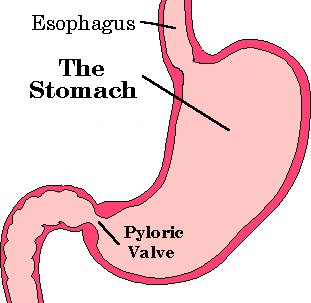 Esophagus
The
Stomach
Pyloric
Valve